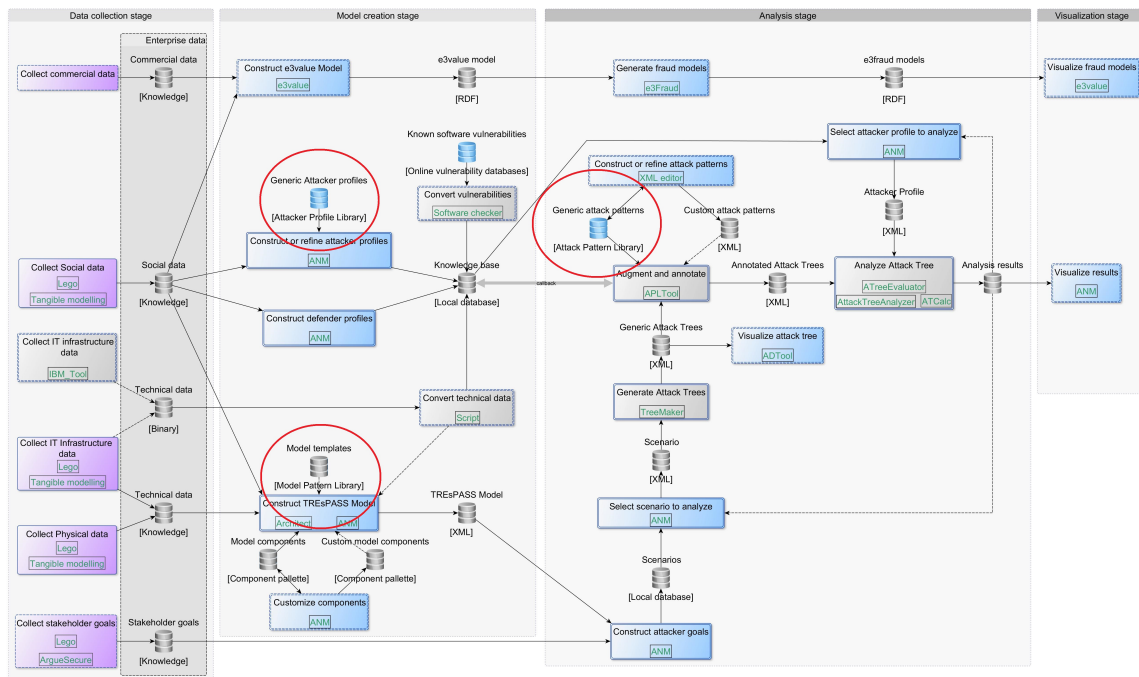 Data collection stage
Model creation stage
Analysis stage
Visualization stage
Enterprise data
Collect commercial data
Commercial data
[Knowledge]
Construct e3value Model
e3value
e3value model
[RDF]
Generate fraud models
e3Fraud
e3fraud models
[RDF]
Visualize fraud models
e3value
Known software vulnerabilities
[Online vulnerability databases]
Convert vulnerabilities
Software checker
Generic Attacker profiles
[Attacker Profile Library]
Construct or refine attacker profiles
ANM
Construct or refine attack patterns
XML editor
Generic attack patterns
[Attack Pattern Library]
Custom attack patterns
[XML]
Select attacker profile to analyze
ANM
Attacker Profile
[XML]
Collect Social data
Lego
Tangible modelling
Social data
[Knowledge]
Knowledge base
[Local database]
callback
Augment and annotate
APLTool
Annotated Attack Trees
[XML]
Analyze Attack Tree
ATreeEvaluator
AttackTreeAnalyzer
ATCalc
Analysis results
Visualize results
ANM
Construct defender profiles
ANM
Generic Attack Trees
[XML]
Visualize attack tree
ADTool
Collect IT infrastructure
data
IBM_Tool
Technical data
[Binary]
Convert technical data
Script
Generate Attack Trees
TreeMaker
Collect IT Infrastructure
data
Lego
Tangible modelling
Model templates
[Model Pattern Library]
Scenario
[XML]
Technical data
[Knowledge]
Construct TREsPASS Model
Architect
ANM
TREsPASS Model
[XML]
Select scenario to analyze
ANM
Collect Physical data
Lego
Tangible modelling
Model components
[Component pallette]
Custom model components
[Component pallette]
Scenarios
[Local database]
Customize components
ANM
Collect stakeholder goals
Lego
ArgueSecure
Stakeholder goals
[Knowledge]
Construct attacker goals
ANM